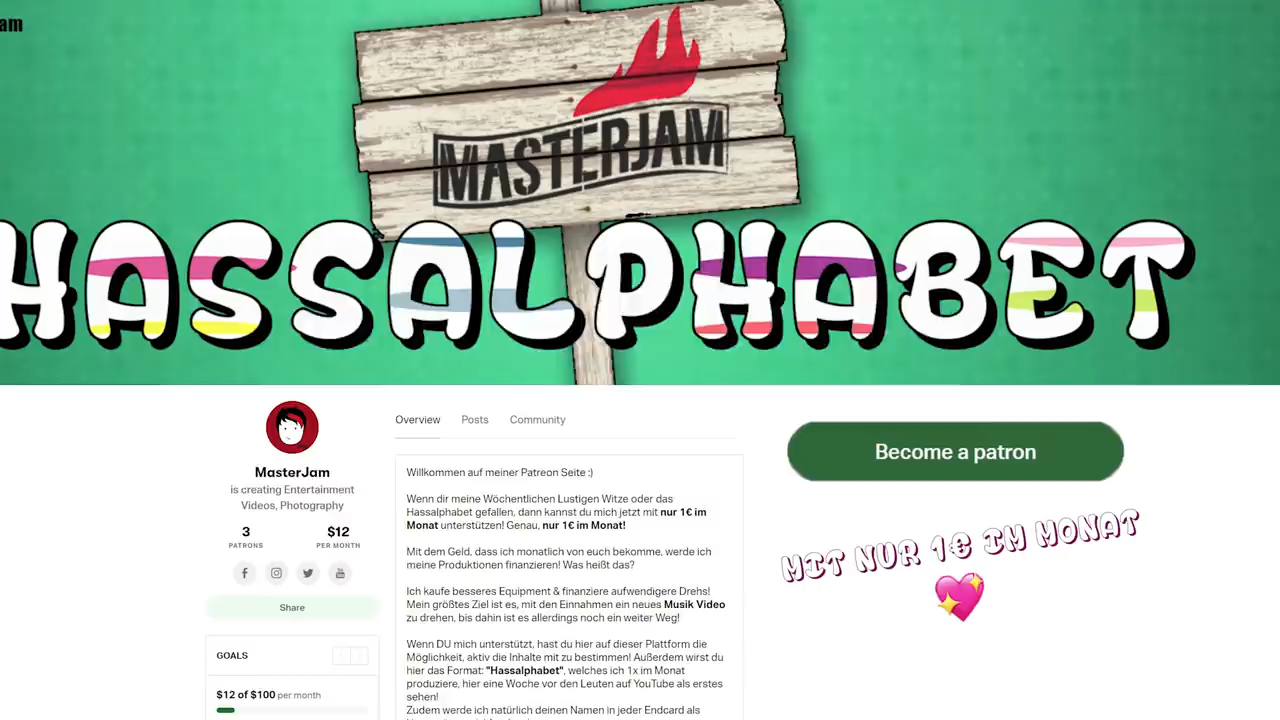 am
MASTERJAM
HASSALPHABET
MasterJam
is creating Entertainment
Videos, Photography
3
PATRONS
$12
PER MONTH
Share
GOALS
$12 of $100 per month
Overview
Posts
Community
Willkommen auf meiner Patreon Seite :)
Wenn dir meine Wöchentlichen Lustigen Witze oder das
Hassalphabet gefallen, dann kannst du mich jetzt mit nur 1€ im
Monat unterstützen! Genau, nur 1€ im Monat!
Mit dem Geld, dass ich monatlich von euch bekomme, werde ich
meine Produktionen finanzieren! Was heißt das?
Ich kaufe besseres Equipment & finanziere aufwendigere Drehs!
Mein größtes Ziel ist es, mit den Einnahmen ein neues Musik Video
zu drehen, bis dahin ist es allerdings noch ein weiter Weg!
Wenn DU mich unterstützt, hast du hier auf dieser Plattform die
Möglichkeit, aktiv die Inhalte mit zu bestimmen! Außerdem wirst du
hier das Format: "Hassalphabet", welches ich 1x im Monat
produziere, hier eine Woche vor den Leuten auf YouTube als erstes
sehen!
Zudem werde ich natürlich deinen Namen in jeder Endcard als
Become a patron
MIT NUR 1€ IM MONAT